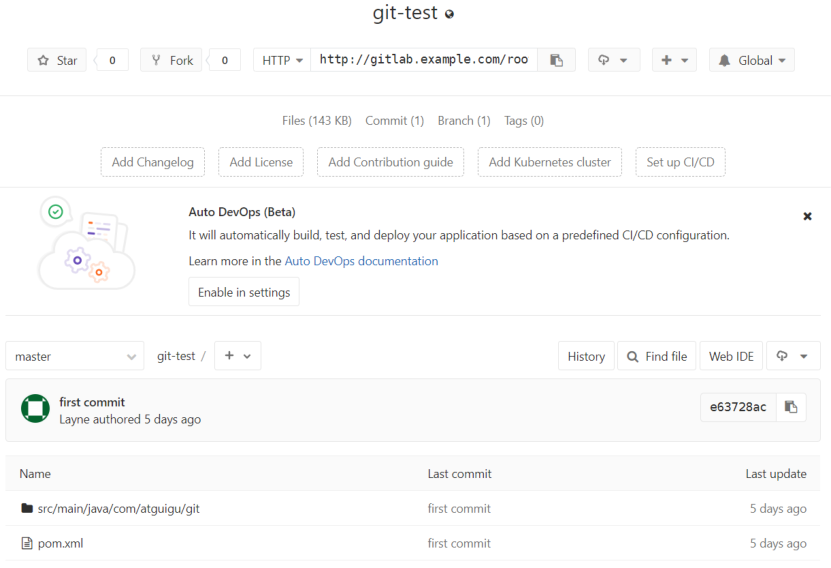 git-test
Star 0 Fork 0 HTTP http://gitlab.example.com/roo Global
Files (143 KB) Commit (1) Branch (1) Tags (0)
Add Changelog Add License Add Contribution guide Add Kubernetes cluster Set up CI/CD
Auto DevOps (Beta)
It will automatically build, test, and deploy your application based on a predefined CI/CD configuration.
Learn more in the Auto DevOps documentation
Enable in settings
master git-test / + History Find file Web IDE
first commit
Layne authored 5 days ago
e63728ac
Name Last commit Last update
src/main/java/com/atguigu/git first commit 5 days ago
pom.xml first commit 5 days ago